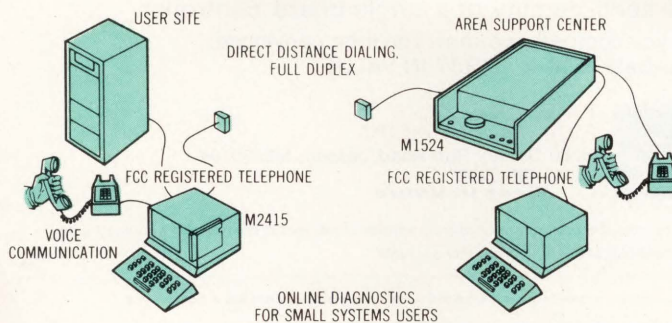 USER SITE
AREA SUPPORT CENTER
DIRECT DISTANCE DIALING.
FULL DUPLEX
M1524
FCC REGISTERED TELEPHONE
FCC REGISTERED TELEPHONE
M2415
VOICE
COMMUNICATION
ONLINE DIAGNOSTICS
FOR SMALL SYSTEMS USERS